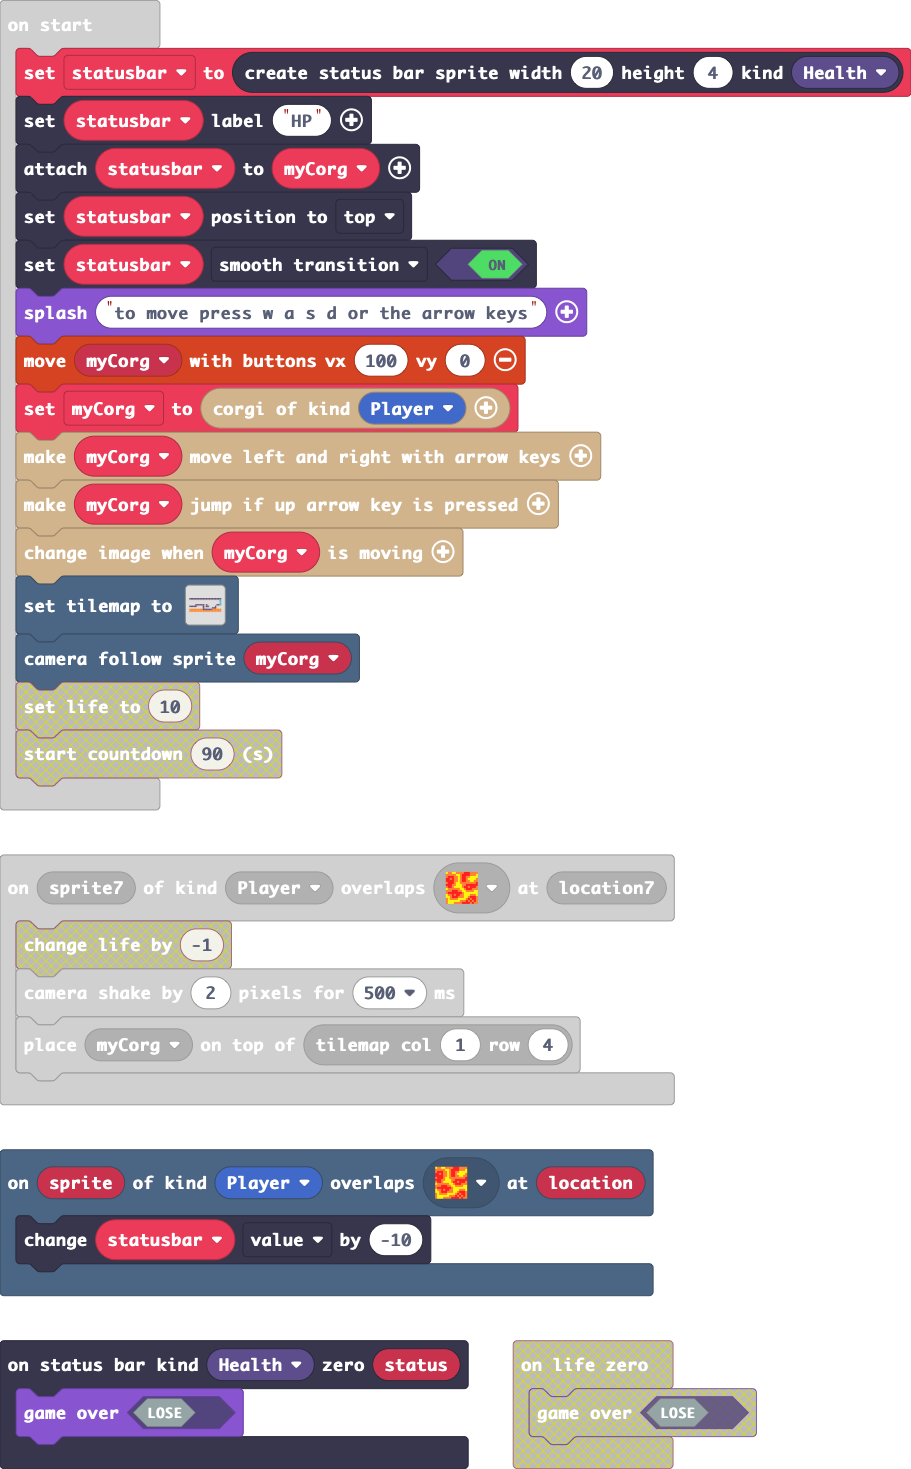 on start
set statusbar to create status bar sprite width 20 height 4 kind Health
set statusbar label "HP"
attach statusbar to myCorg
set statusbar position to top
set statusbar smooth transition ON
splash "to move press w a s d or the arrow keys"
move myCorg with buttons vx 100 vy 0
set myCorg to corgi of kind Player
make myCorg move left and right with arrow keys
make myCorg jump if up arrow key is pressed
change image when myCorg is moving
set tilemap to
camera follow sprite myCorg
set life to 10
start countdown 90 (s)
on sprite7 of kind Player overlaps at location7
change life by -1
camera shake by 2 pixels for 500 ms
place myCorg on top of tilemap col 1 row 4
on sprite of kind Player overlaps at location
change statusbar value by -10
on status bar kind Health zero status
game over LOSE
on life zero
game over LOSE